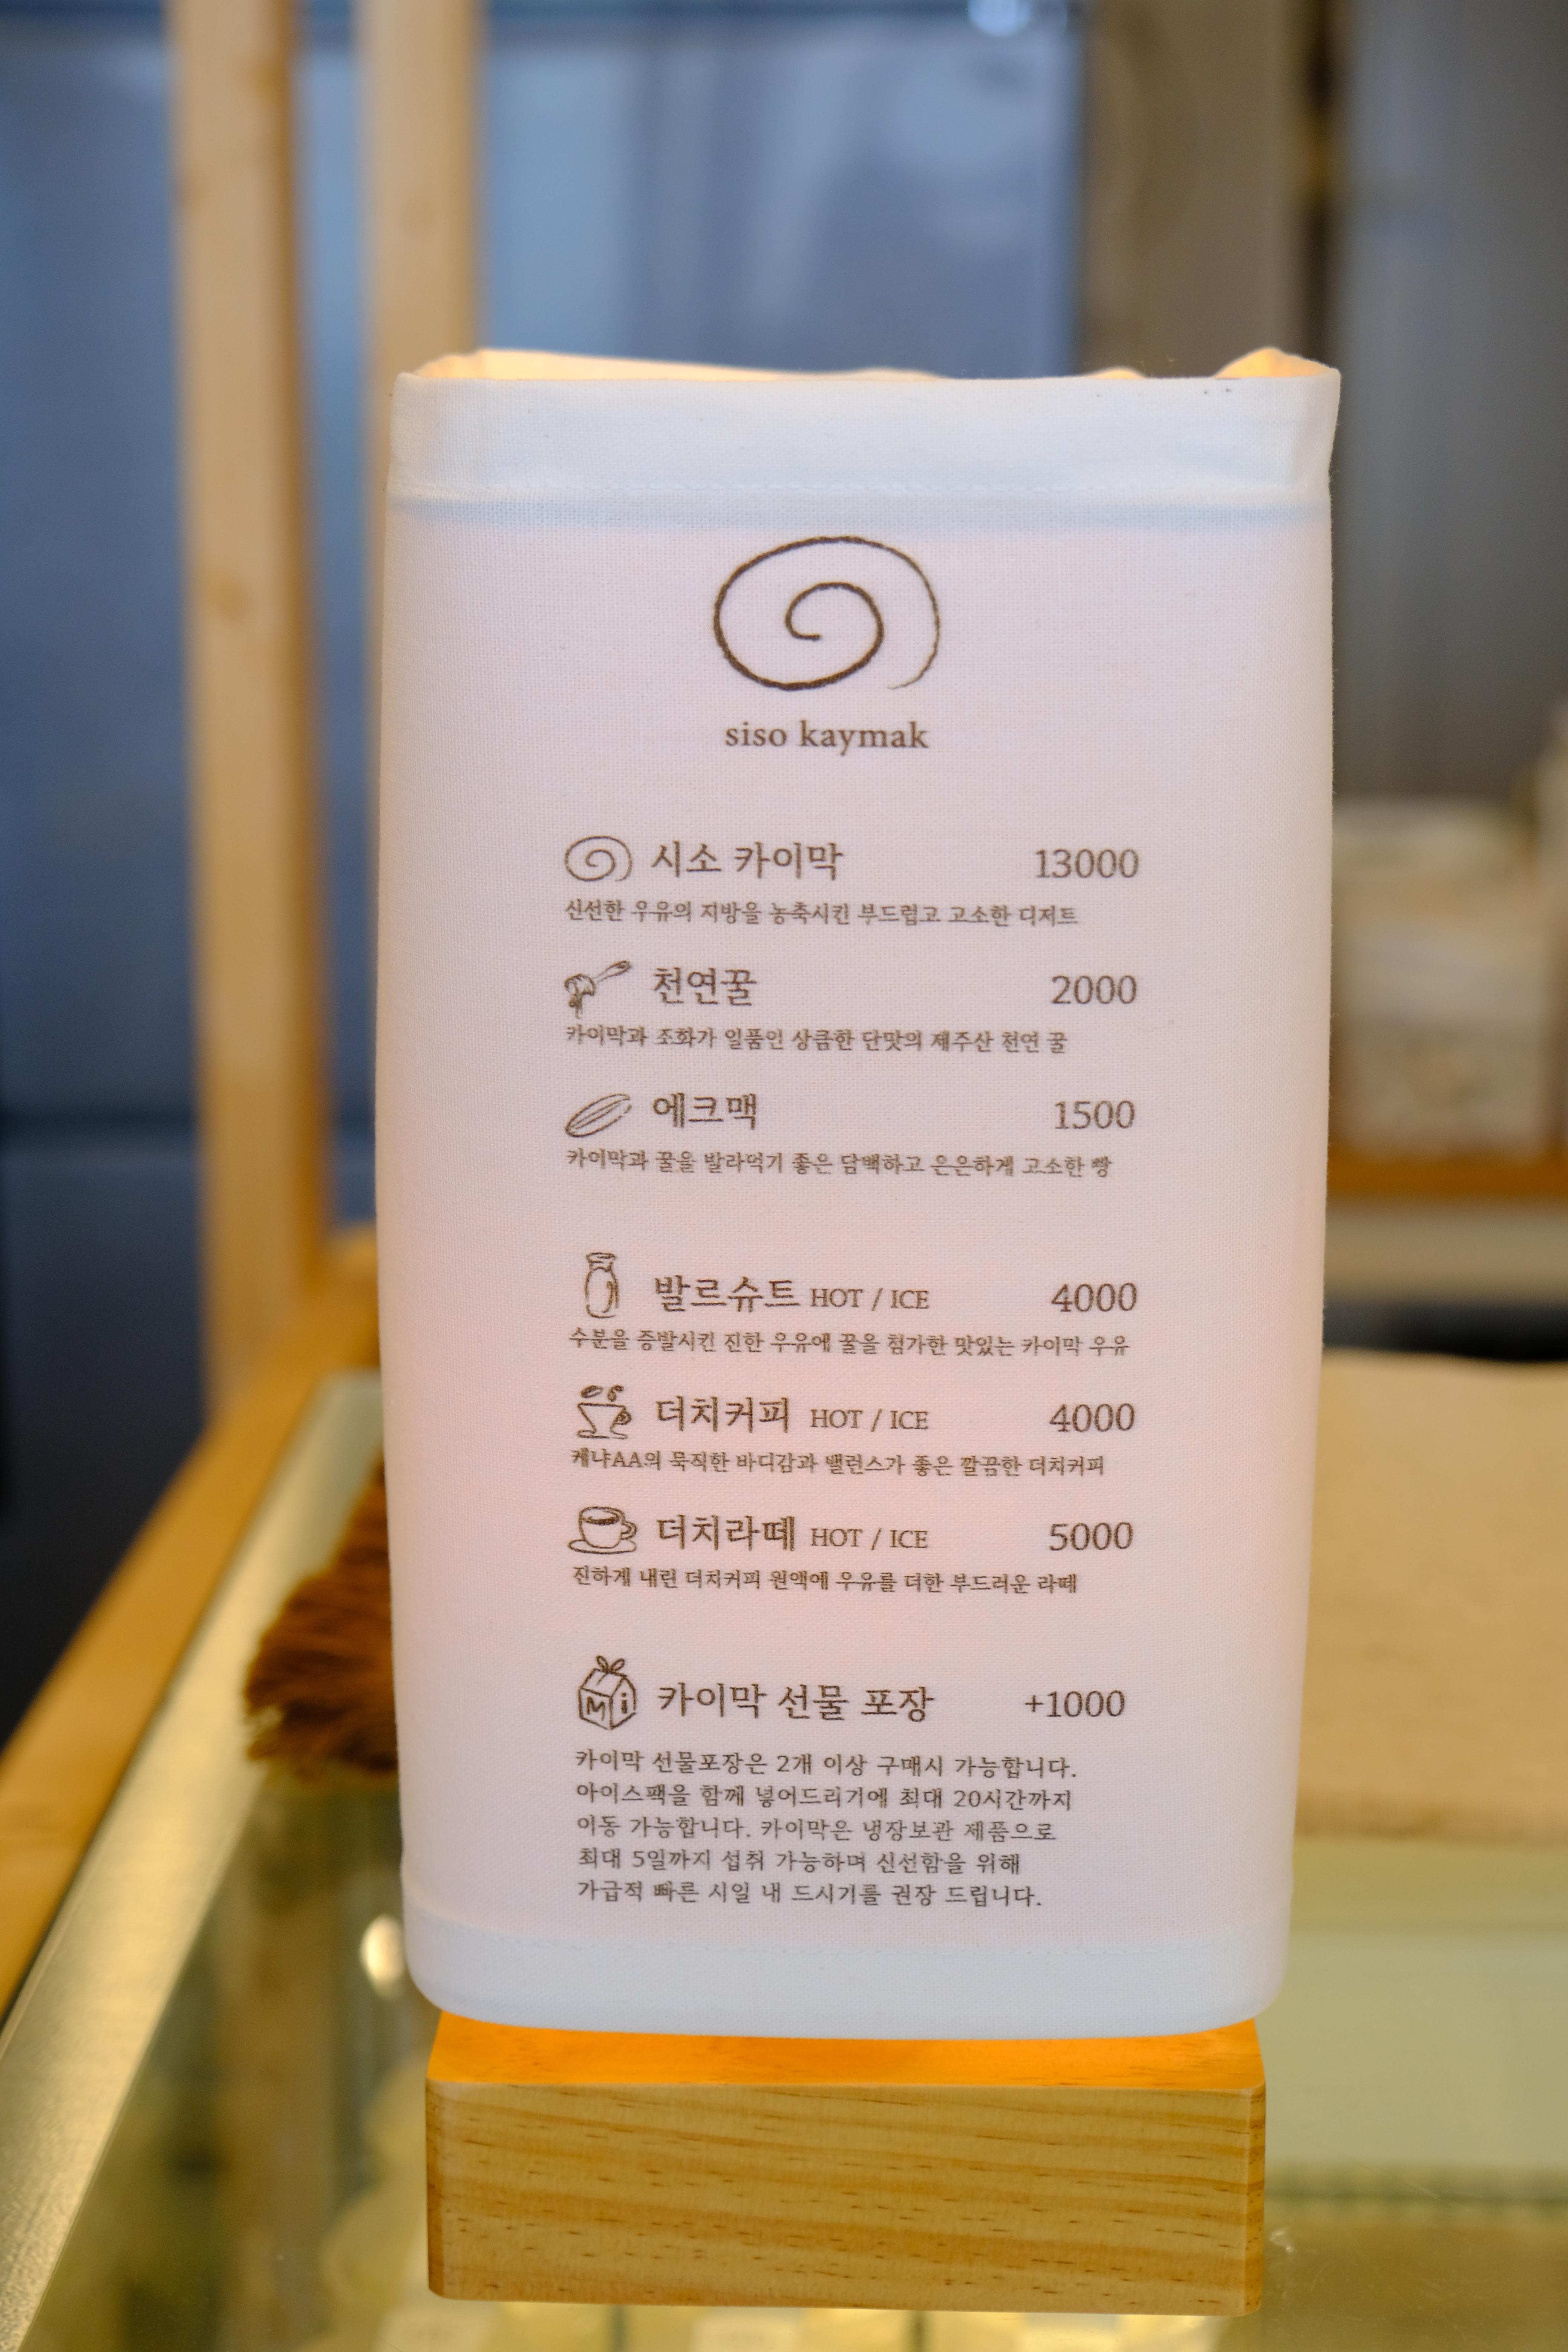 siso kaymak
시소 카이막 13000
신선한 우유의 지방을 농축시킨 부드럽고 고소한 디저트
천연꿀 2000
카이막과 조화가 일품인 상큼한 단맛의 제주산 천연 꿀
에크맥 1500
카이막과 꿀을 발라먹기 좋은 담백하고 은은하게 고소한 빵
발르슈트 HOT / ICE 4000
수분을 증발시킨 진한 우유에 꿀을 첨가한 맛있는 카이막 우유
더치커피 HOT / ICE 4000
케냐AA의 묵직한 바디감과 밸런스가 좋은 깔끔한 더치커피
더치라떼 HOT / ICE 5000
진하게 내린 더치커피 원액에 우유를 더한 부드러운 라떼
Mi 카이막 선물 포장 +1000
카이막 선물포장은 2개 이상 구매시 가능합니다.
아이스팩을 함께 넣어드리기에 최대 20시간까지
이동 가능합니다. 카이막은 냉장보관 제품으로
최대 5일까지 섭취 가능하며 신선함을 위해
가급적 빠른 시일 내 드시기를 권장 드립니다.